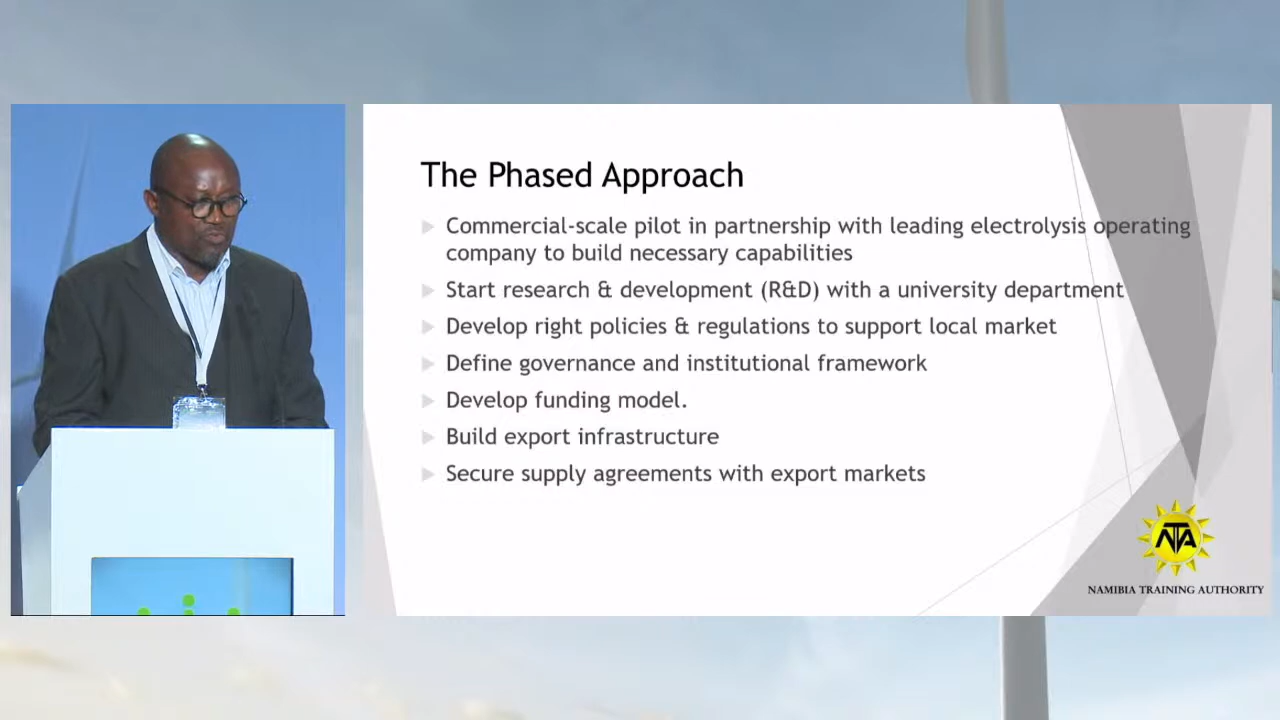 The Phased Approach
Commercial-scale pilot in partnership with leading electrolysis operating
company to build necessary capabilities
Start research & development (R&D) with a university department
Develop right policies & regulations to support local market
Define governance and institutional framework
Develop funding model.
Build export infrastructure
Secure supply agreements with export markets
NTA
NAMIBIA TRAINING AUTHORITY